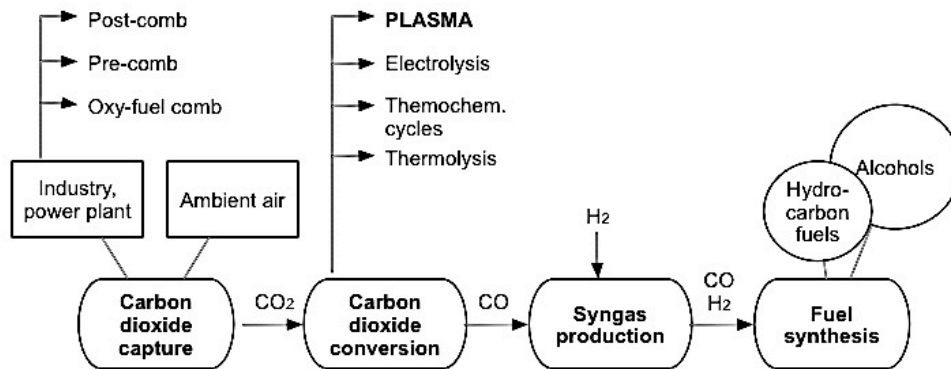 Post-comb
Pre-comb
Oxy-fuel comb
PLASMA
Electrolysis
Themochem.
cycles
Thermolysis
Industry,
power plant
Ambient air
H2
Hydro-
carbon
fuels
Alcohols
Carbon
dioxide
capture
CO2
Carbon
dioxide
conversion
CO
Syngas
production
CO
H2
Fuel
synthesis